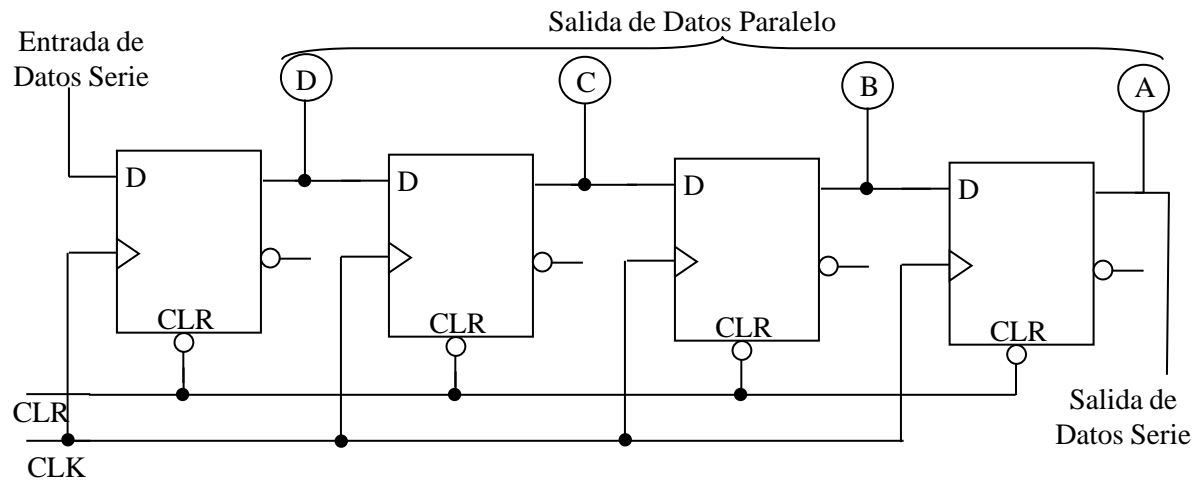 Salida de Datos Paralelo
Entrada de
Datos Serie
D
C
B
A
D
D
D
D
CLR
CLR
CLR
CLR
CLR
CLK
Salida de
Datos Serie